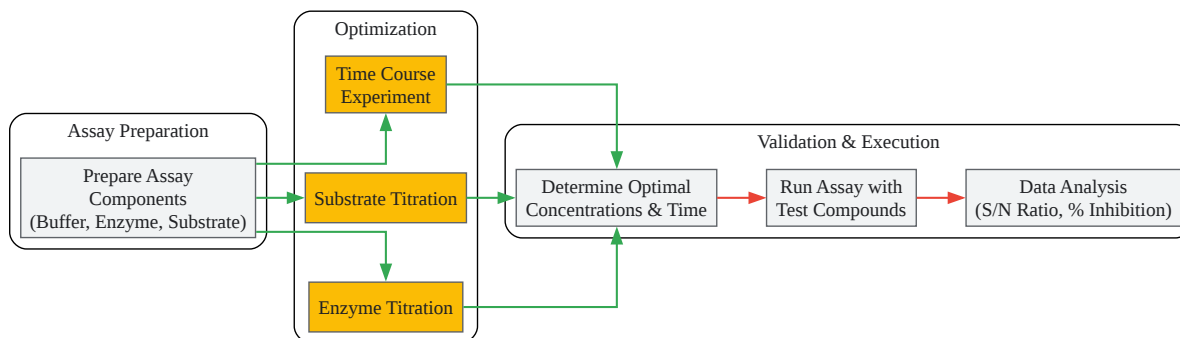 Assay Preparation
Prepare Assay
Components
(Buffer, Enzyme, Substrate)
Optimization
Time Course
Experiment
Substrate Titration
Enzyme Titration
Validation & Execution
Determine Optimal
Concentrations & Time
Run Assay with
Test Compounds
Data Analysis
(S/N Ratio, % Inhibition)